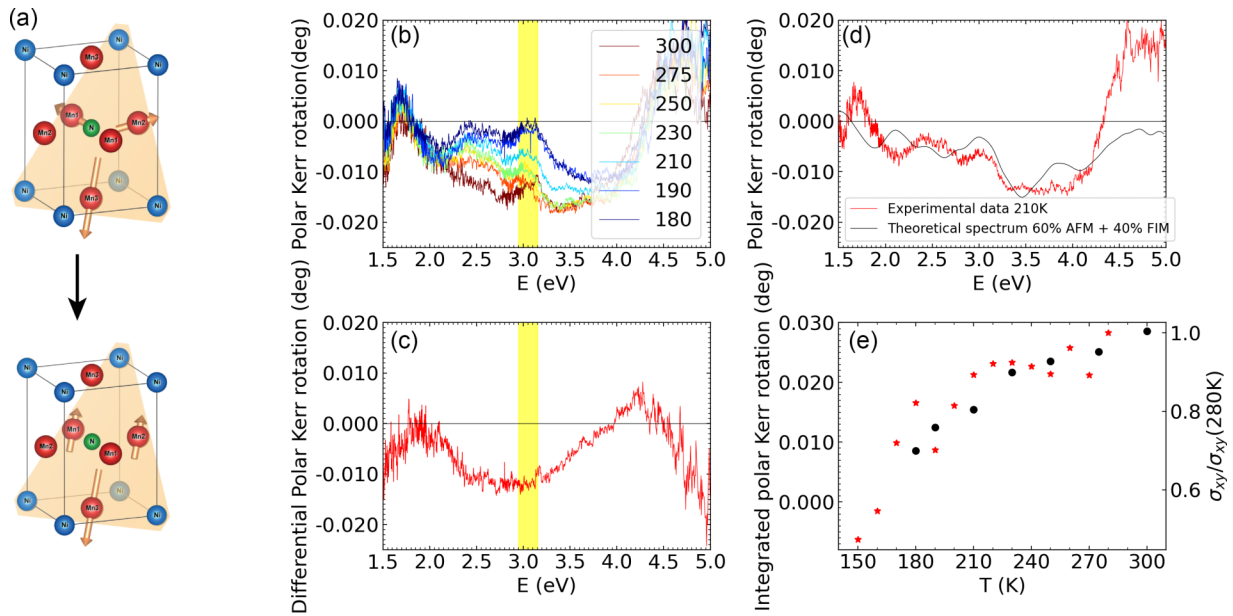 (a)
Ni
Ni
Mn3
Ni
Ni
Mn1
N
Mn2
Mn2
Mn1
Ni
Ni
Mn3
Ni
Ni
Ni
Ni
Mn3
Ni
Ni
Mn1
N
Mn2
Mn2
Mn1
Ni
Ni
Mn3
Ni
Ni
Polar Kerr rotation(deg)
0.020
0.010
0.000
-0.010
-0.020
(b)
300
275
250
230
210
190
180
1.5 2.0 2.5 3.0 3.5 4.0 4.5 5.0
E (eV)
Differential Polar Kerr rotation (deg)
0.020
0.010
0.000
-0.010
-0.020
(c)
1.5 2.0 2.5 3.0 3.5 4.0 4.5 5.0
E (eV)
Polar Kerr rotation(deg)
0.020
0.010
0.000
-0.010
-0.020
(d)
Experimental data 210K
Theoretical spectrum 60% AFM + 40% FIM
1.5 2.0 2.5 3.0 3.5 4.0 4.5 5.0
E (eV)
Integrated polar Kerr rotation (deg)
0.030
0.020
0.010
0.000
(e)
1.0
0.8
0.6
σxy/σxy(280K)
150 180 210 240 270 300
T (K)